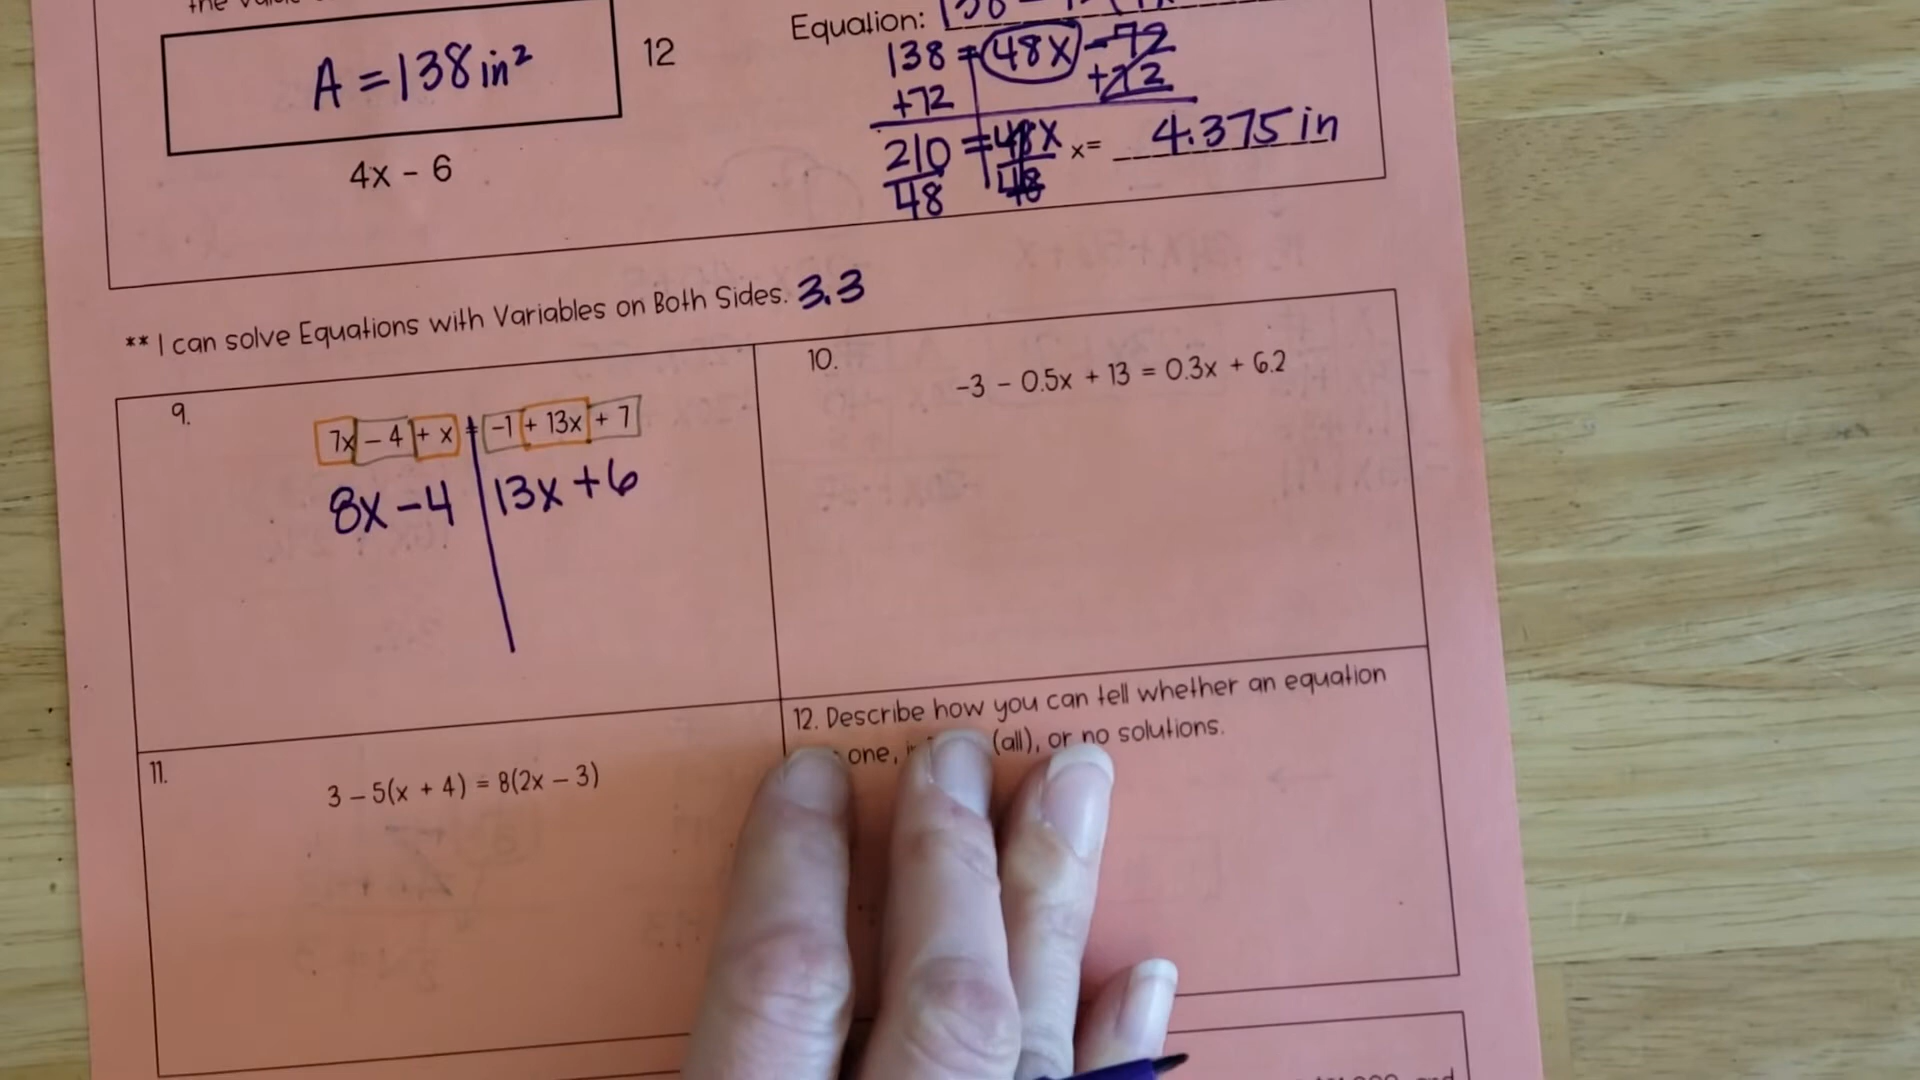 the
Equation:
A = 138 in²
12
138 = 48x - 72
+72 +72
210 = 48x
48 48
x= 4.375 in
4x - 6
** I can solve Equations with Variables on Both Sides. 3.3
9.
7x - 4 + x = -1 + 13x + 7
8x - 4 13x + 6
10.
-3 - 0.5x + 13 = 0.3x + 6.2
11.
3 - 5(x + 4) = 8(2x - 3)
12. Describe how you can tell whether an equation
one, (all), or no solutions.